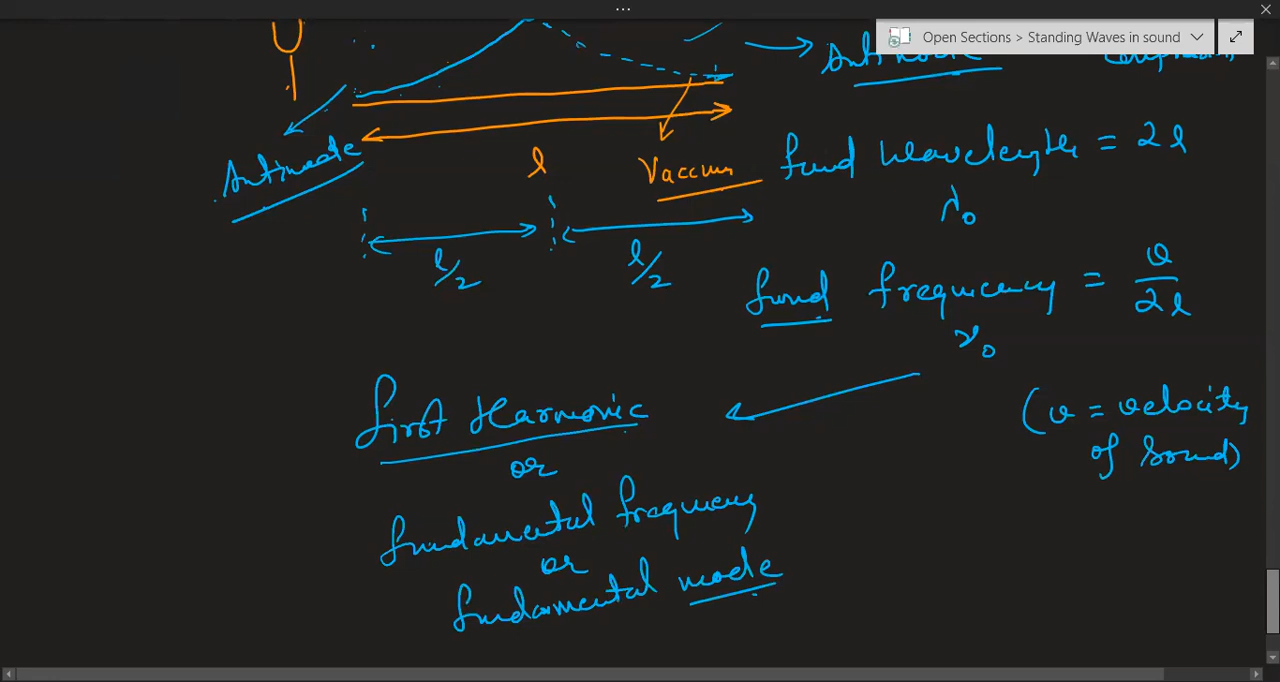 ...
Open Sections > Standing Waves in sound
Antinode
Antinode
l
Vaccum
fund wavelength = 2l
λ₀
l/2
l/2
fund frequency = v/2l
ν₀
First Harmonic
(v = velocity
of sound)
or
fundamental frequency
or
fundamental mode